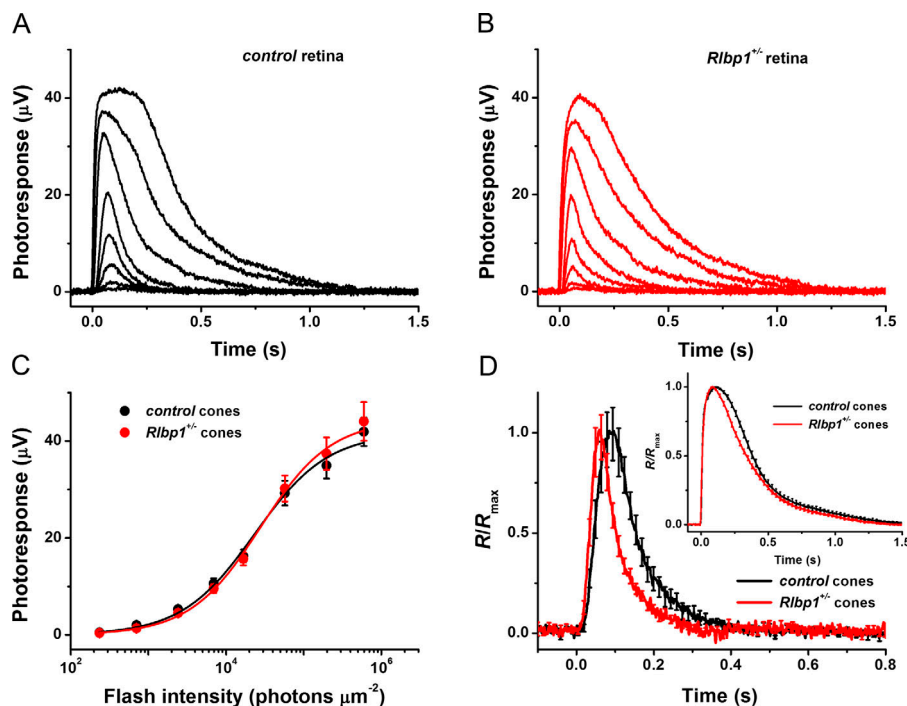 A
control retina
Photoresponse (μV)
40
20
0
0.0
0.5
1.0
1.5
Time (s)
B
Rlbp1+/- retina
Photoresponse (μV)
40
20
0
0.0
0.5
1.0
1.5
Time (s)
C
control cones
Rlbp1+/- cones
Photoresponse (μV)
40
20
0
10²
10⁴
10⁶
Flash intensity (photons μm⁻²)
D
R/Rmax
1.0
0.5
0.0
0.0
0.2
0.4
0.6
0.8
Time (s)
control cones
Rlbp1+/- cones
R/Rmax
1.0
0.5
0.0
0.0
0.5
1.0
1.5
Time (s)
control cones
Rlbp1+/- cones